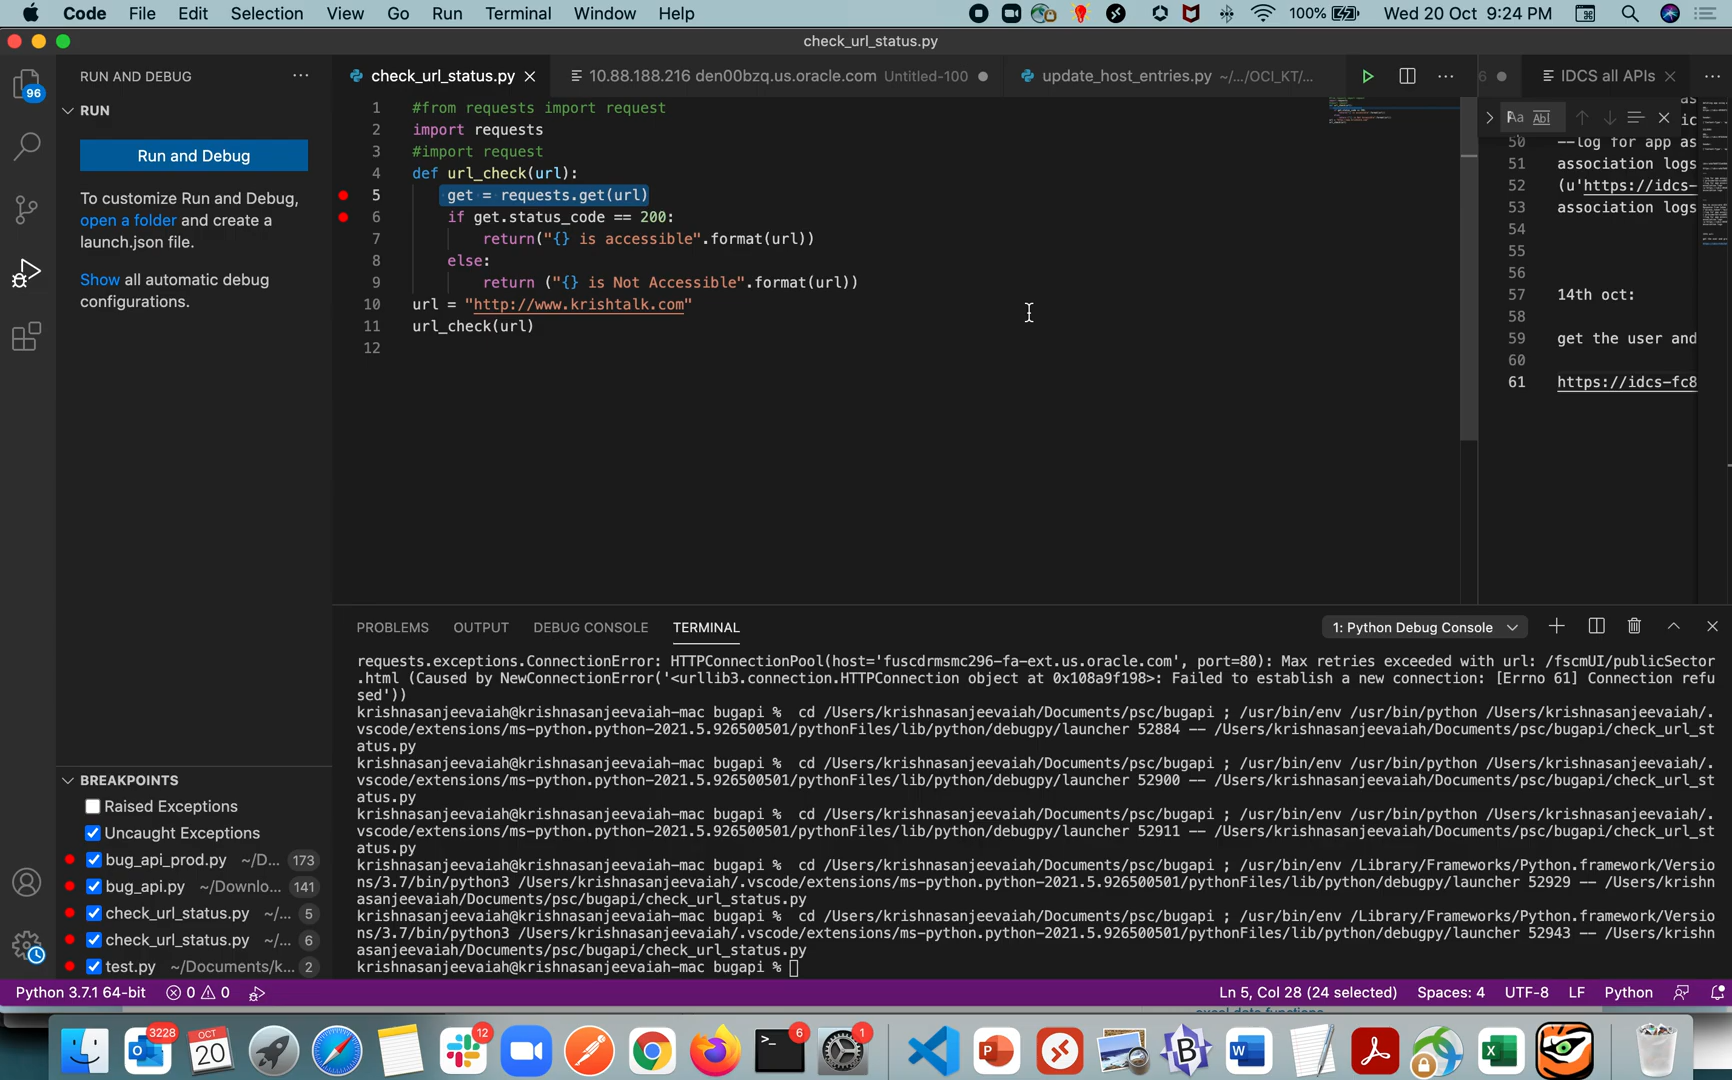 Code File Edit Selection View Go Run Terminal Window Help 100% Wed 20 Oct 9:24 PM
check_url_status.py
RUN AND DEBUG
RUN
Run and Debug
To customize Run and Debug,
open a folder and create a
launch.json file.
Show all automatic debug
configurations.
96
check_url_status.py
10.88.188.216 den00bzq.us.oracle.com Untitled-100
update_host_entries.py ~/.../OCI_KT/...
6
IDCS all APIs
1 #from requests import request
2 import requests
3 #import request
4 def url_check(url):
5 get = requests.get(url)
6 if get.status_code == 200:
7 return("{} is accessible".format(url))
8 else:
9 return ("{} is Not Accessible".format(url))
10 url = "http://www.krishtalk.com"
11 url_check(url)
12
Aa Abl
50 --log for app as
51 association logs
52 (u'https://idcs-
53 association logs
54
55
56
57 14th oct:
58
59 get the user and
60
61 https://idcs-fc8
PROBLEMS OUTPUT DEBUG CONSOLE TERMINAL 1: Python Debug Console
requests.exceptions.ConnectionError: HTTPConnectionPool(host='fuscdrmsmc296-fa-ext.us.oracle.com', port=80): Max retries exceeded with url: /fscmUI/publicSector
.html (Caused by NewConnectionError('<urllib3.connection.HTTPConnection object at 0x108a9f198>: Failed to establish a new connection: [Errno 61] Connection refu
sed'))
krishnasanjeevaiah@krishnasanjeevaiah-mac bugapi % cd /Users/krishnasanjeevaiah/Documents/psc/bugapi ; /usr/bin/env /usr/bin/python /Users/krishnasanjeevaiah/.
vscode/extensions/ms-python.python-2021.5.926500501/pythonFiles/lib/python/debugpy/launcher 52884 -- /Users/krishnasanjeevaiah/Documents/psc/bugapi/check_url_st
atus.py
krishnasanjeevaiah@krishnasanjeevaiah-mac bugapi % cd /Users/krishnasanjeevaiah/Documents/psc/bugapi ; /usr/bin/env /usr/bin/python /Users/krishnasanjeevaiah/.
vscode/extensions/ms-python.python-2021.5.926500501/pythonFiles/lib/python/debugpy/launcher 52900 -- /Users/krishnasanjeevaiah/Documents/psc/bugapi/check_url_st
atus.py
krishnasanjeevaiah@krishnasanjeevaiah-mac bugapi % cd /Users/krishnasanjeevaiah/Documents/psc/bugapi ; /usr/bin/env /usr/bin/python /Users/krishnasanjeevaiah/.
vscode/extensions/ms-python.python-2021.5.926500501/pythonFiles/lib/python/debugpy/launcher 52911 -- /Users/krishnasanjeevaiah/Documents/psc/bugapi/check_url_st
atus.py
krishnasanjeevaiah@krishnasanjeevaiah-mac bugapi % cd /Users/krishnasanjeevaiah/Documents/psc/bugapi ; /usr/bin/env /Library/Frameworks/Python.framework/Versio
ns/3.7/bin/python3 /Users/krishnasanjeevaiah/.vscode/extensions/ms-python.python-2021.5.926500501/pythonFiles/lib/python/debugpy/launcher 52929 -- /Users/krishn
asanjeevaiah/Documents/psc/bugapi/check_url_status.py
krishnasanjeevaiah@krishnasanjeevaiah-mac bugapi % cd /Users/krishnasanjeevaiah/Documents/psc/bugapi ; /usr/bin/env /Library/Frameworks/Python.framework/Versio
ns/3.7/bin/python3 /Users/krishnasanjeevaiah/.vscode/extensions/ms-python.python-2021.5.926500501/pythonFiles/lib/python/debugpy/launcher 52943 -- /Users/krishn
asanjeevaiah/Documents/psc/bugapi/check_url_status.py
krishnasanjeevaiah@krishnasanjeevaiah-mac bugapi %
BREAKPOINTS
Raised Exceptions
Uncaught Exceptions
bug_api_prod.py ~/D... 173
bug_api.py ~/Downlo... 141
check_url_status.py ~/... 5
check_url_status.py ~/... 6
test.py ~/Documents/k... 2
Python 3.7.1 64-bit 0 0 Ln 5, Col 28 (24 selected) Spaces: 4 UTF-8 LF Python
3228 OCT 20 12 6 1